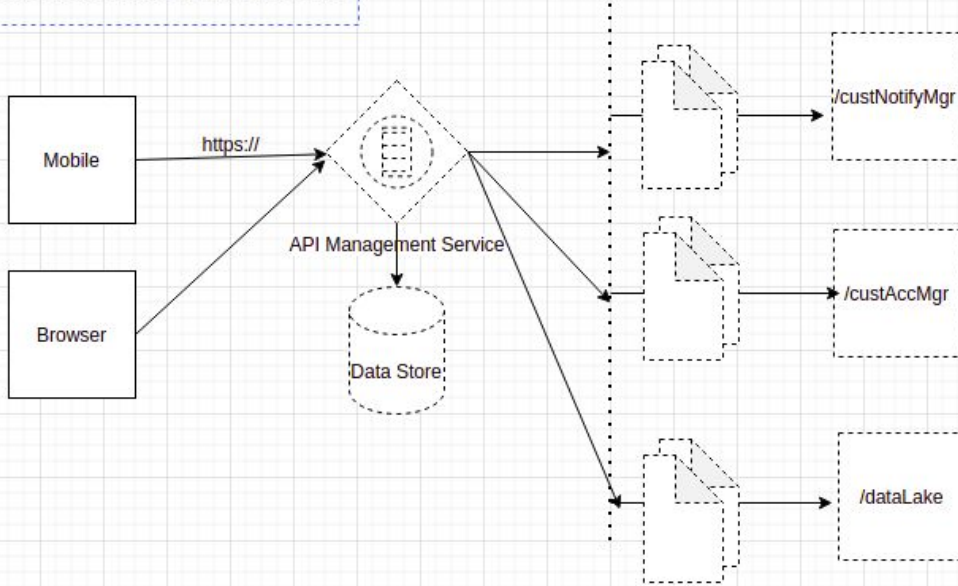 https://
/custNotifyMgr
Mobile
API Management Service
/custAccMgr
Browser
Data Store
/dataLake